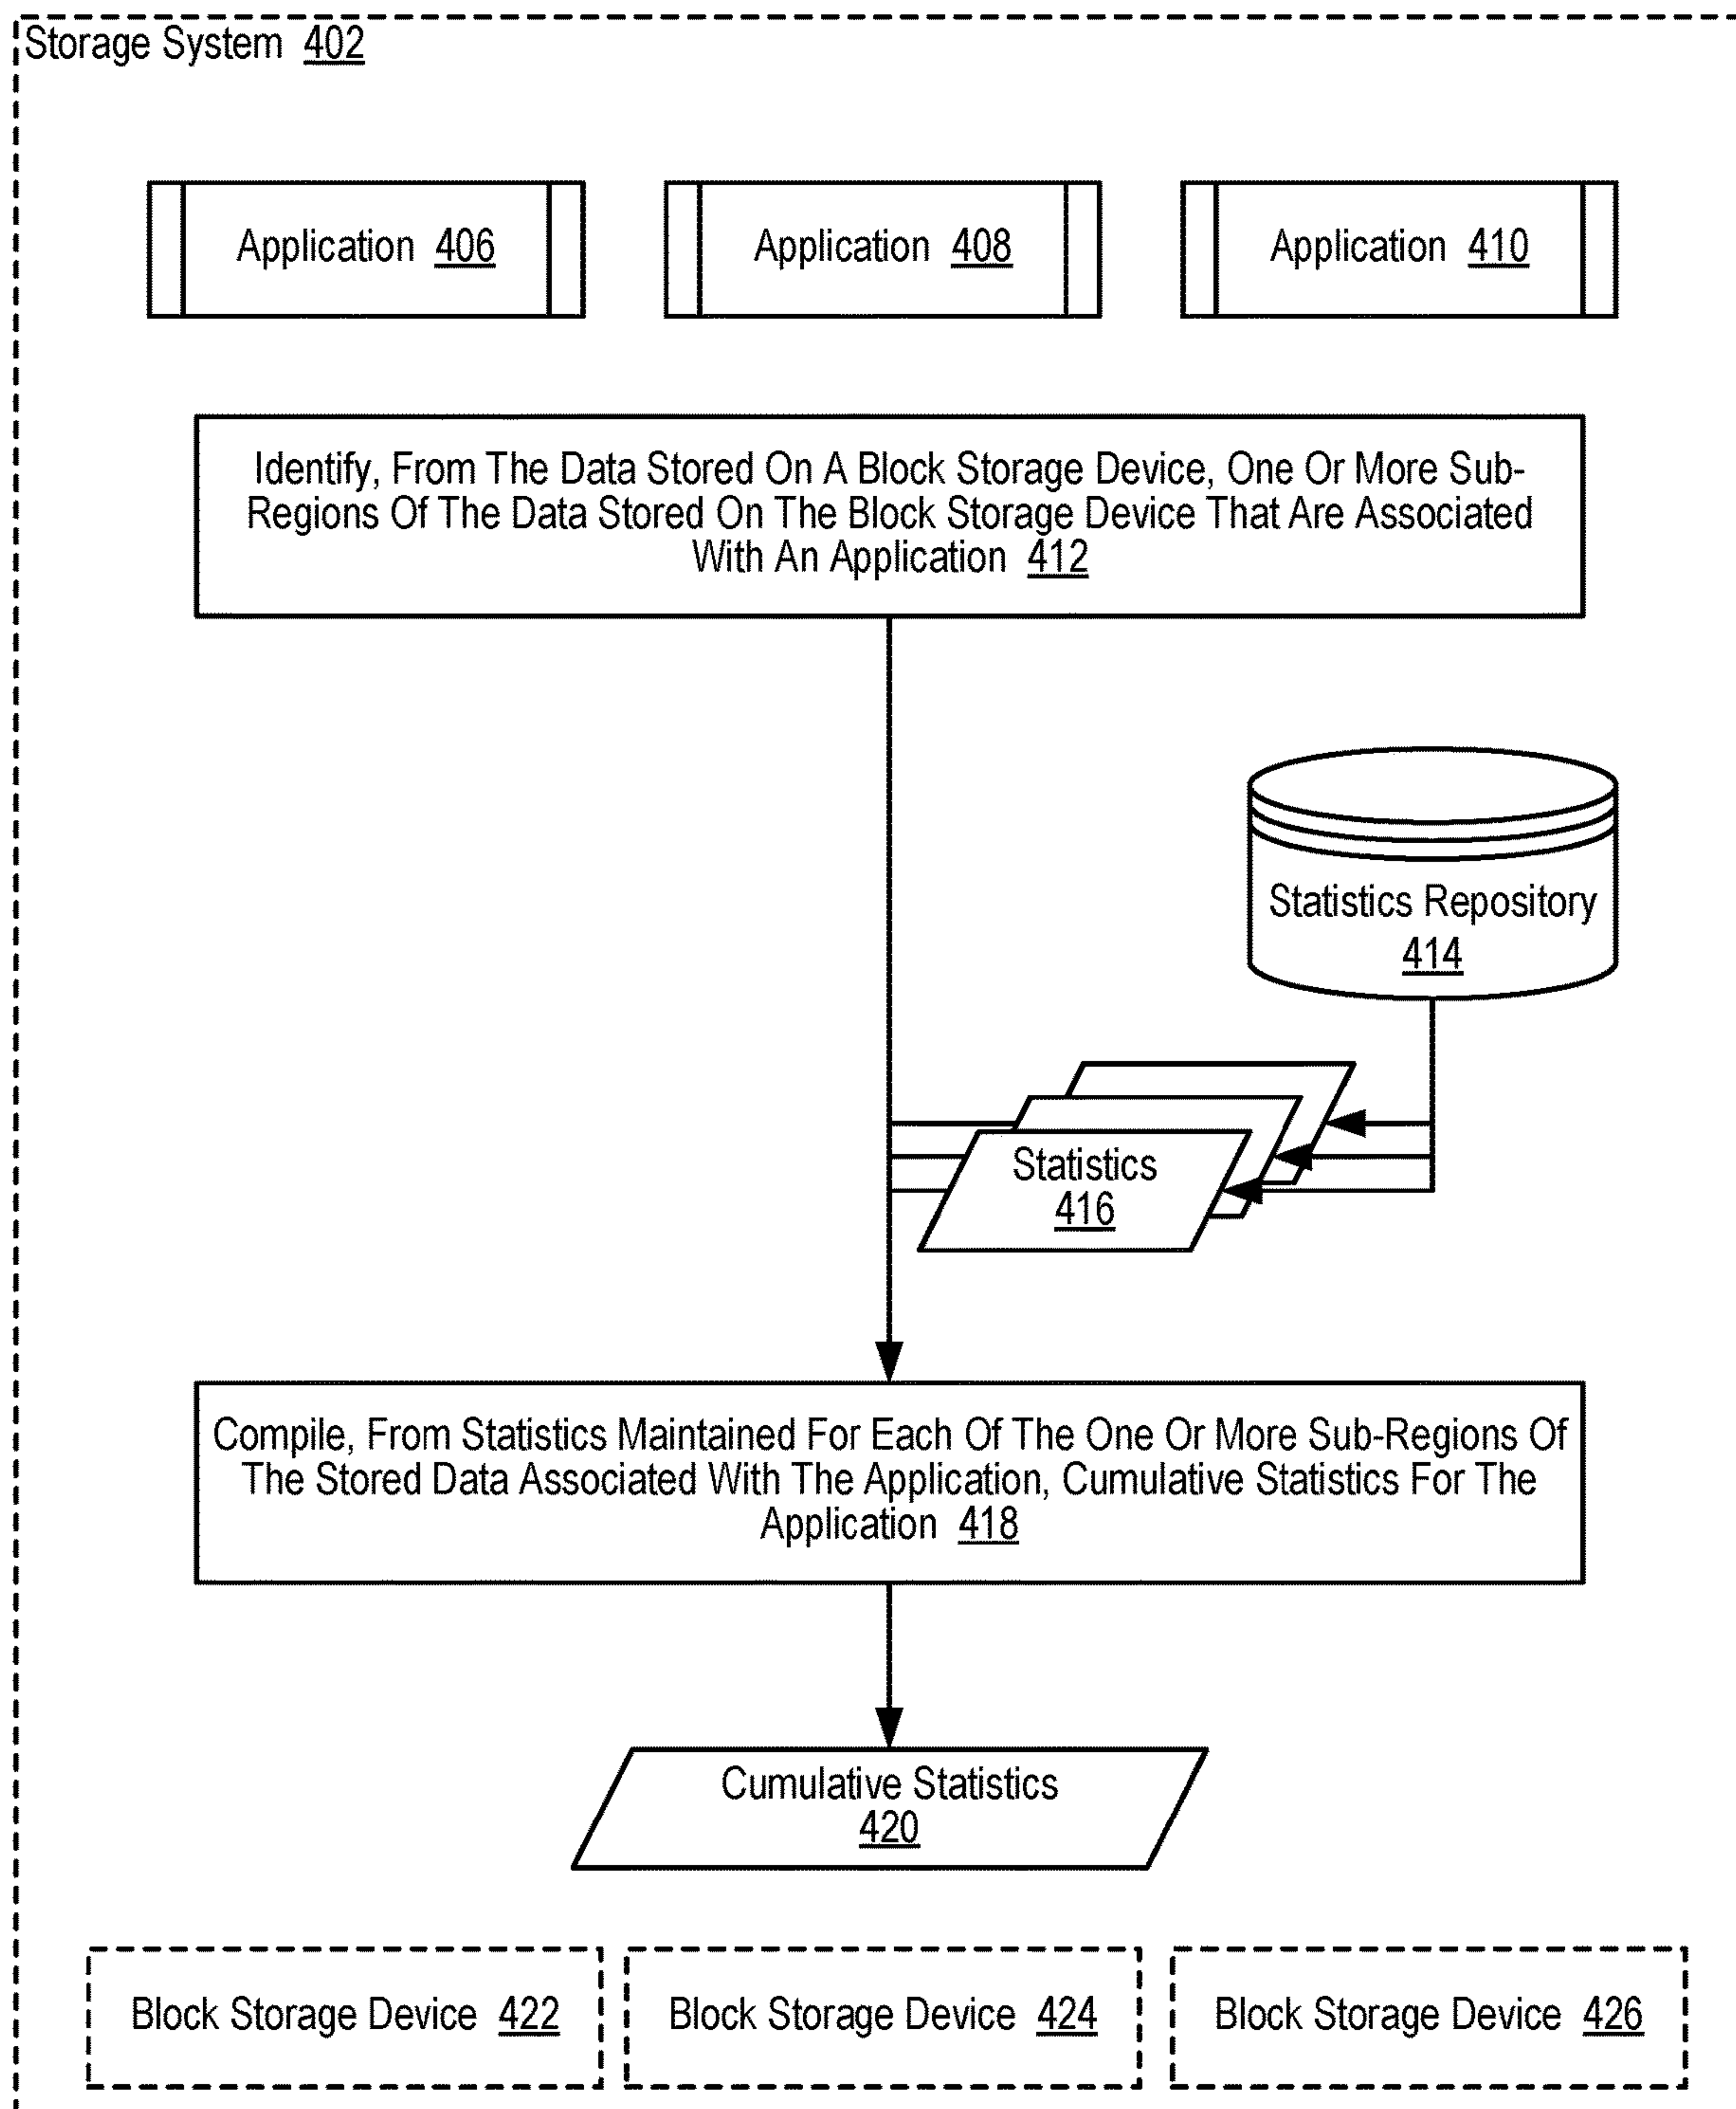 Storage System 402
Application 406
Application 408
Application 410
Identify, From The Data Stored On A Block Storage Device, One Or More Sub-
Regions Of The Data Stored On The Block Storage Device That Are Associated
With An Application 412
Statistics Repository
414
Statistics
416
Compile, From Statistics Maintained For Each Of The One Or More Sub-Regions Of
The Stored Data Associated With The Application, Cumulative Statistics For The
Application 418
Cumulative Statistics
420
Block Storage Device 422
Block Storage Device 424
Block Storage Device 426